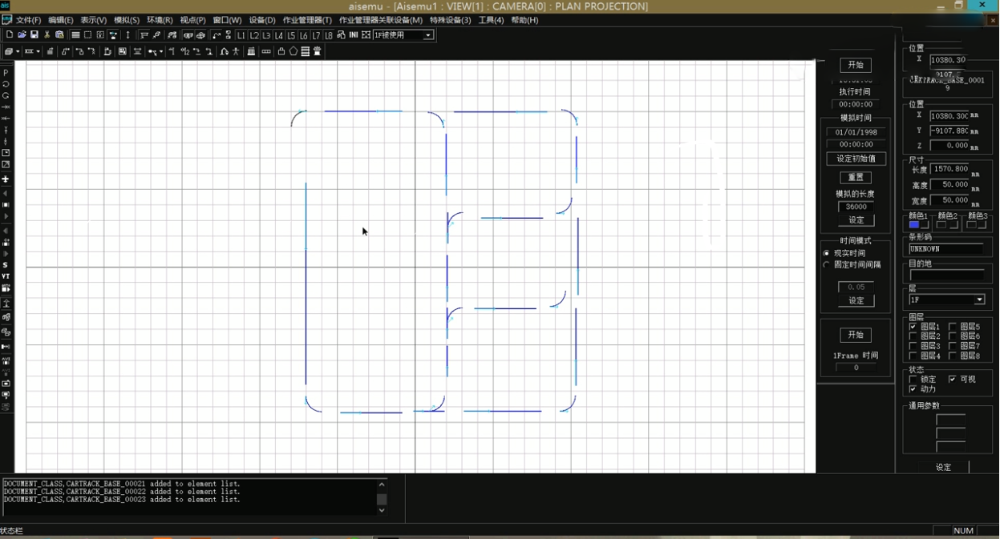 ais
aisemu - [Aisemu1 : VIEW[1] : CAMERA[0] : PLAN PROJECTION]
文件(F) 编辑(E) 表示(V) 模拟(S) 环境(R) 视点(P) 窗口(W) 设备(D) 作业管理器(T) 作业管理器关联设备(M) 特殊设备(3) 工具(4) 帮助(H)
L1 L2 L3 L4 L5 L6 L7 L8 INI 1F被使用
P
S
VT
开始
执行时间
00:00:00
模拟时间
01/01/1998
00:00:00
设定初始值
重置
模拟的长度
36000
设定
时间模式
现实时间
固定时间间隔
0.05
设定
开始
1Frame 时间
0
位置
X 10380.30
9107.
CARTRACK_BASE_0001
9
位置
X 10380.300 mm
Y -9107.880 mm
Z 0.000 mm
尺寸
长度 1570.800 mm
高度 50.000 mm
宽度 50.000 mm
颜色1 颜色2 颜色3
条形码
UNKNOWN
目的地
层
1F
图层
图层1 图层5
图层2 图层6
图层3 图层7
图层4 图层8
状态
锁定 可视
动力
通用参数
设定
DOCUMENT_CLASS,CARTRACK_BASE_00021 added to element list.
DOCUMENT_CLASS,CARTRACK_BASE_00022 added to element list.
DOCUMENT_CLASS,CARTRACK_BASE_00023 added to element list.
状态栏
NUM